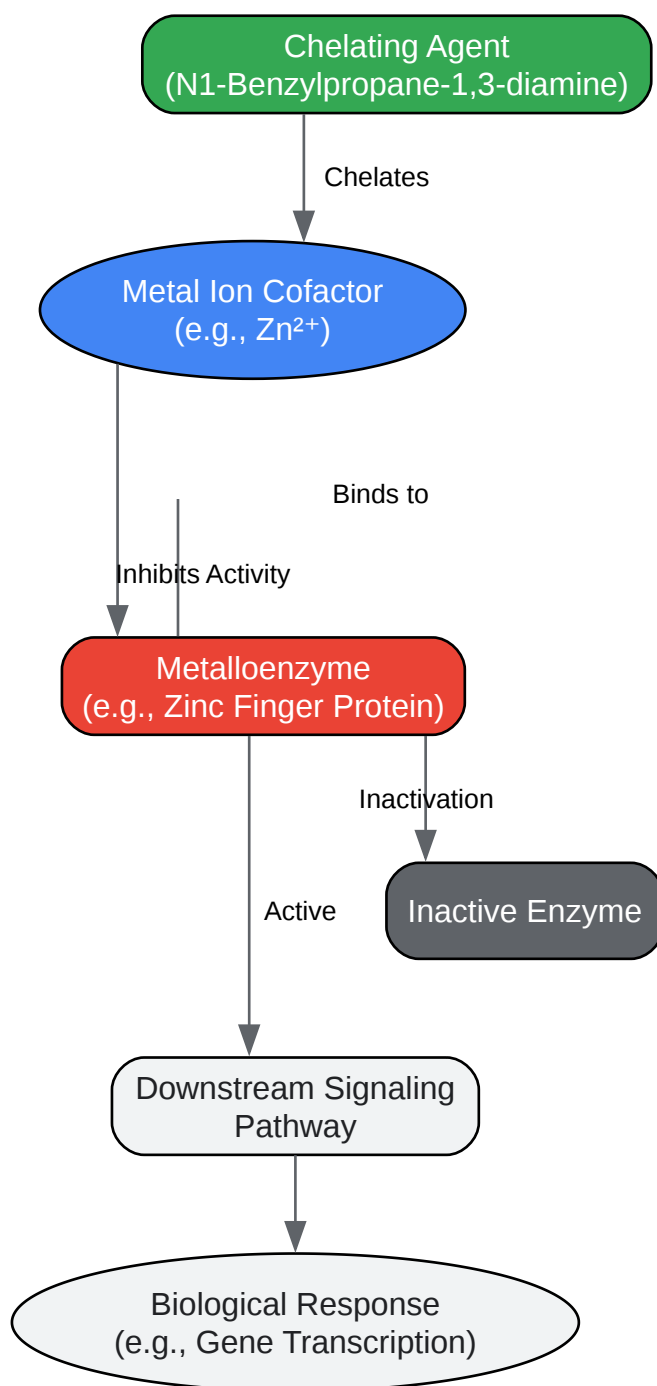 Chelating Agent
(N1-Benzylpropane-1,3-diamine)
Chelates
Metal Ion Cofactor
(e.g., Zn²⁺)
Binds to
Inhibits Activity
Metalloenzyme
(e.g., Zinc Finger Protein)
Inactivation
Inactive Enzyme
Active
Downstream Signaling
Pathway
Biological Response
(e.g., Gene Transcription)